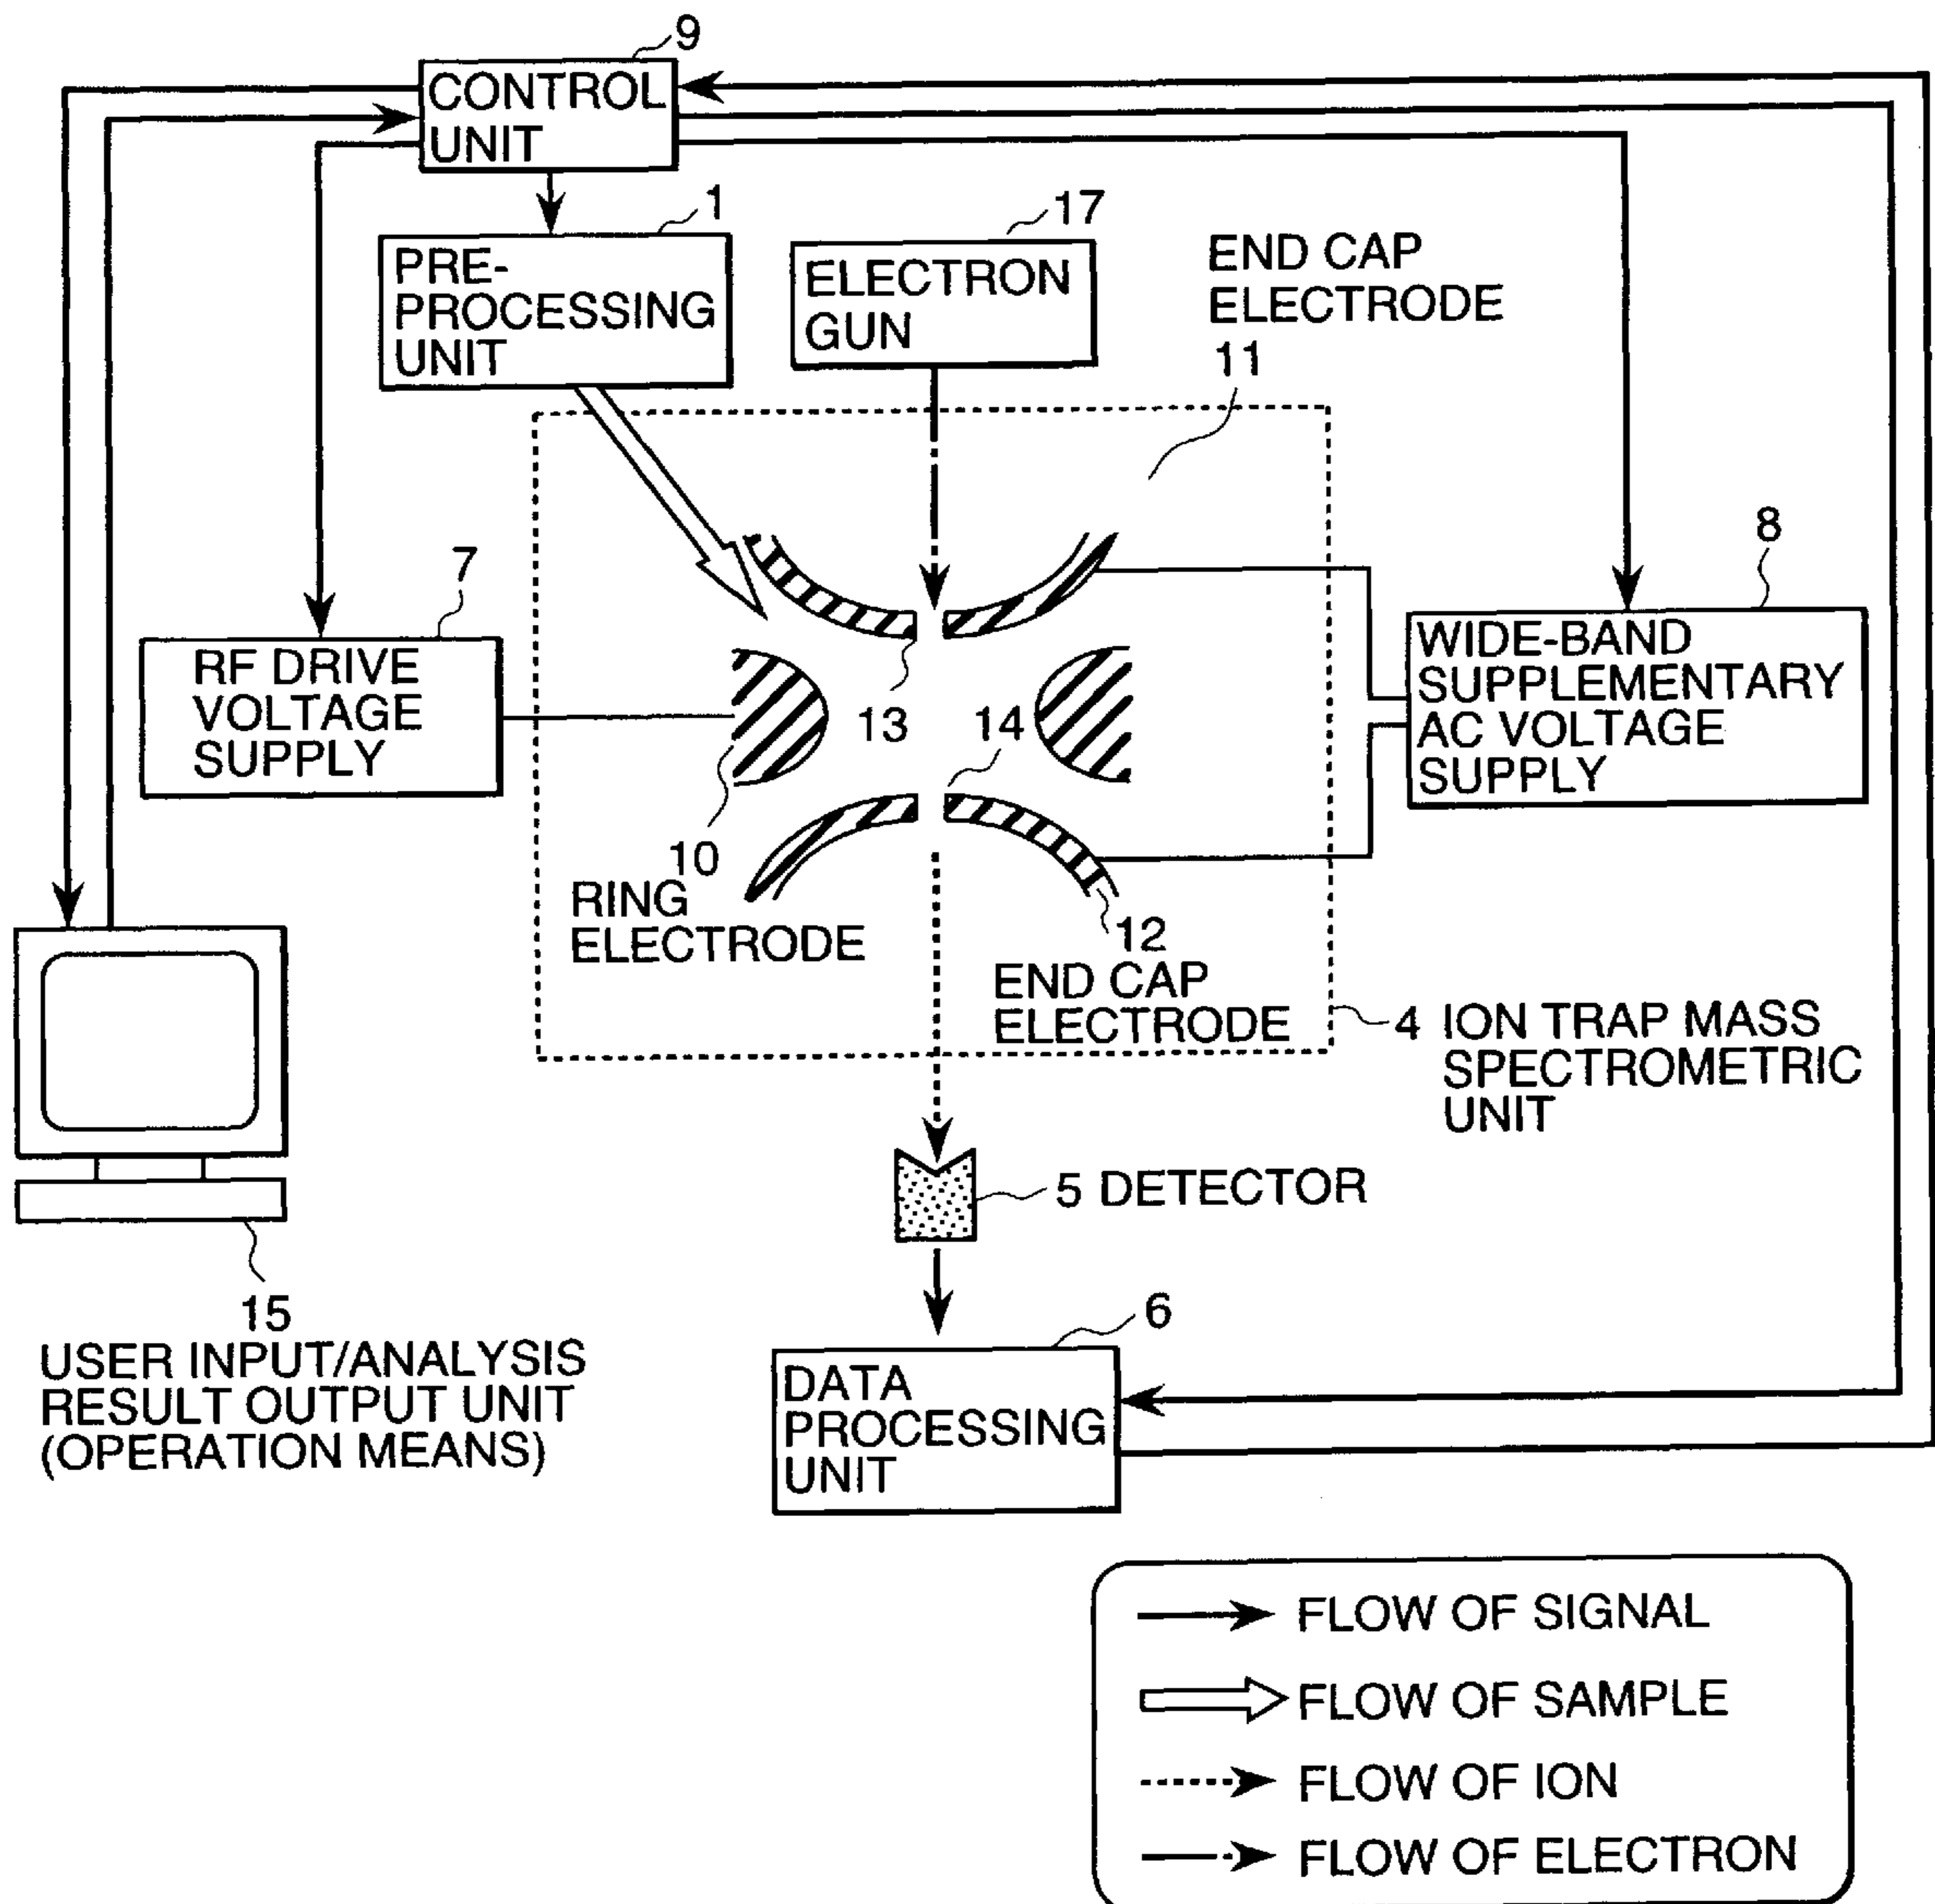 9
CONTROL
UNIT
1
PRE-
PROCESSING
UNIT
17
ELECTRON
GUN
END CAP
ELECTRODE
11
7
RF DRIVE
VOLTAGE
SUPPLY
8
WIDE-BAND
SUPPLEMENTARY
AC VOLTAGE
SUPPLY
13
14
10
RING
ELECTRODE
12
END CAP
ELECTRODE
4 ION TRAP MASS
SPECTROMETRIC
UNIT
5 DETECTOR
15
USER INPUT/ANALYSIS
RESULT OUTPUT UNIT
(OPERATION MEANS)
6
DATA
PROCESSING
UNIT
FLOW OF SIGNAL
FLOW OF SAMPLE
FLOW OF ION
FLOW OF ELECTRON